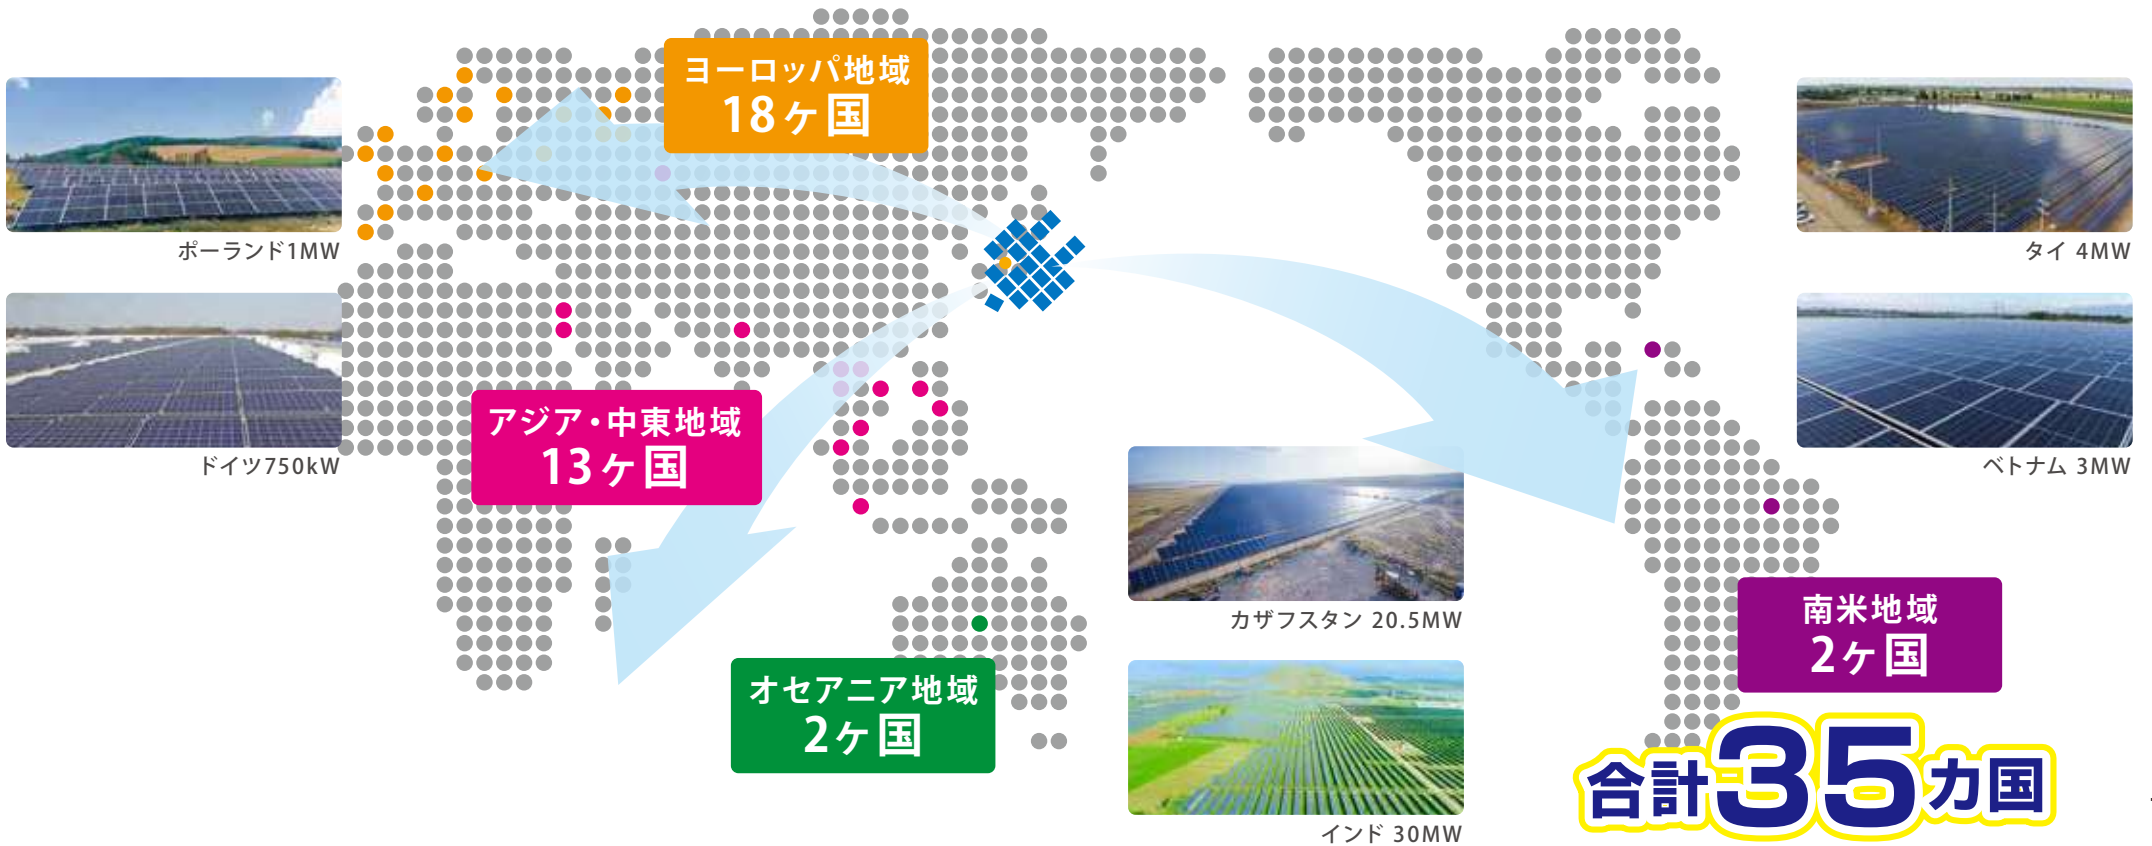 ヨーロッパ地域
18ヶ国
ポーランド1MW
ドイツ750kW
アジア・中東地域
13ヶ国
オセアニア地域
2ヶ国
カザフスタン 20.5MW
インド 30MW
タイ 4MW
ベトナム 3MW
南米地域
2ヶ国
合計35カ国